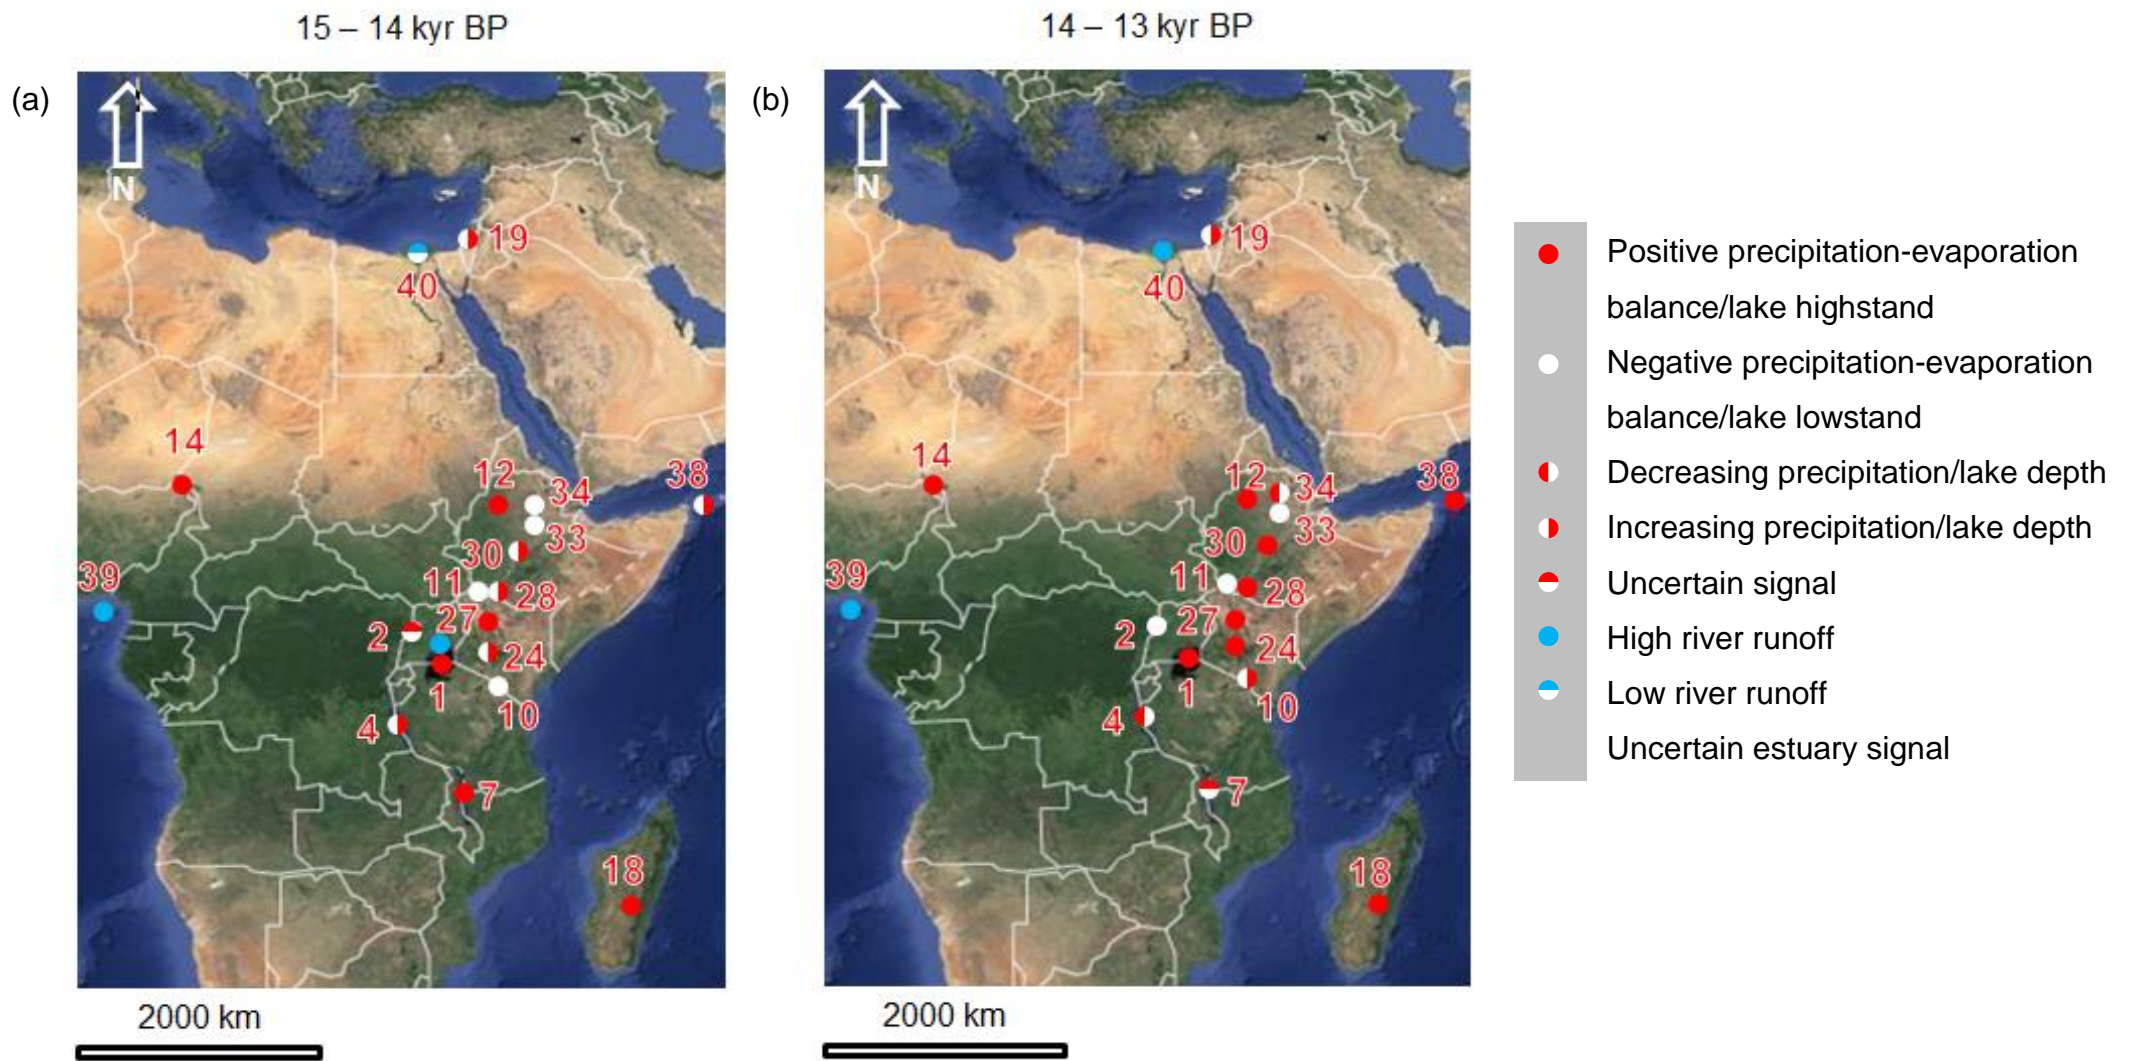 15 – 14 kyr BP
14 – 13 kyr BP
(a)
N
19
40
14
12
34
38
33
30
11
28
39
27
2
24
1
10
4
7
18
2000 km
(b)
N
19
40
14
12
34
38
33
30
11
28
39
27
2
24
1
10
4
7
18
2000 km
Positive precipitation-evaporation
balance/lake highstand
Negative precipitation-evaporation
balance/lake lowstand
Decreasing precipitation/lake depth
Increasing precipitation/lake depth
Uncertain signal
High river runoff
Low river runoff
Uncertain estuary signal